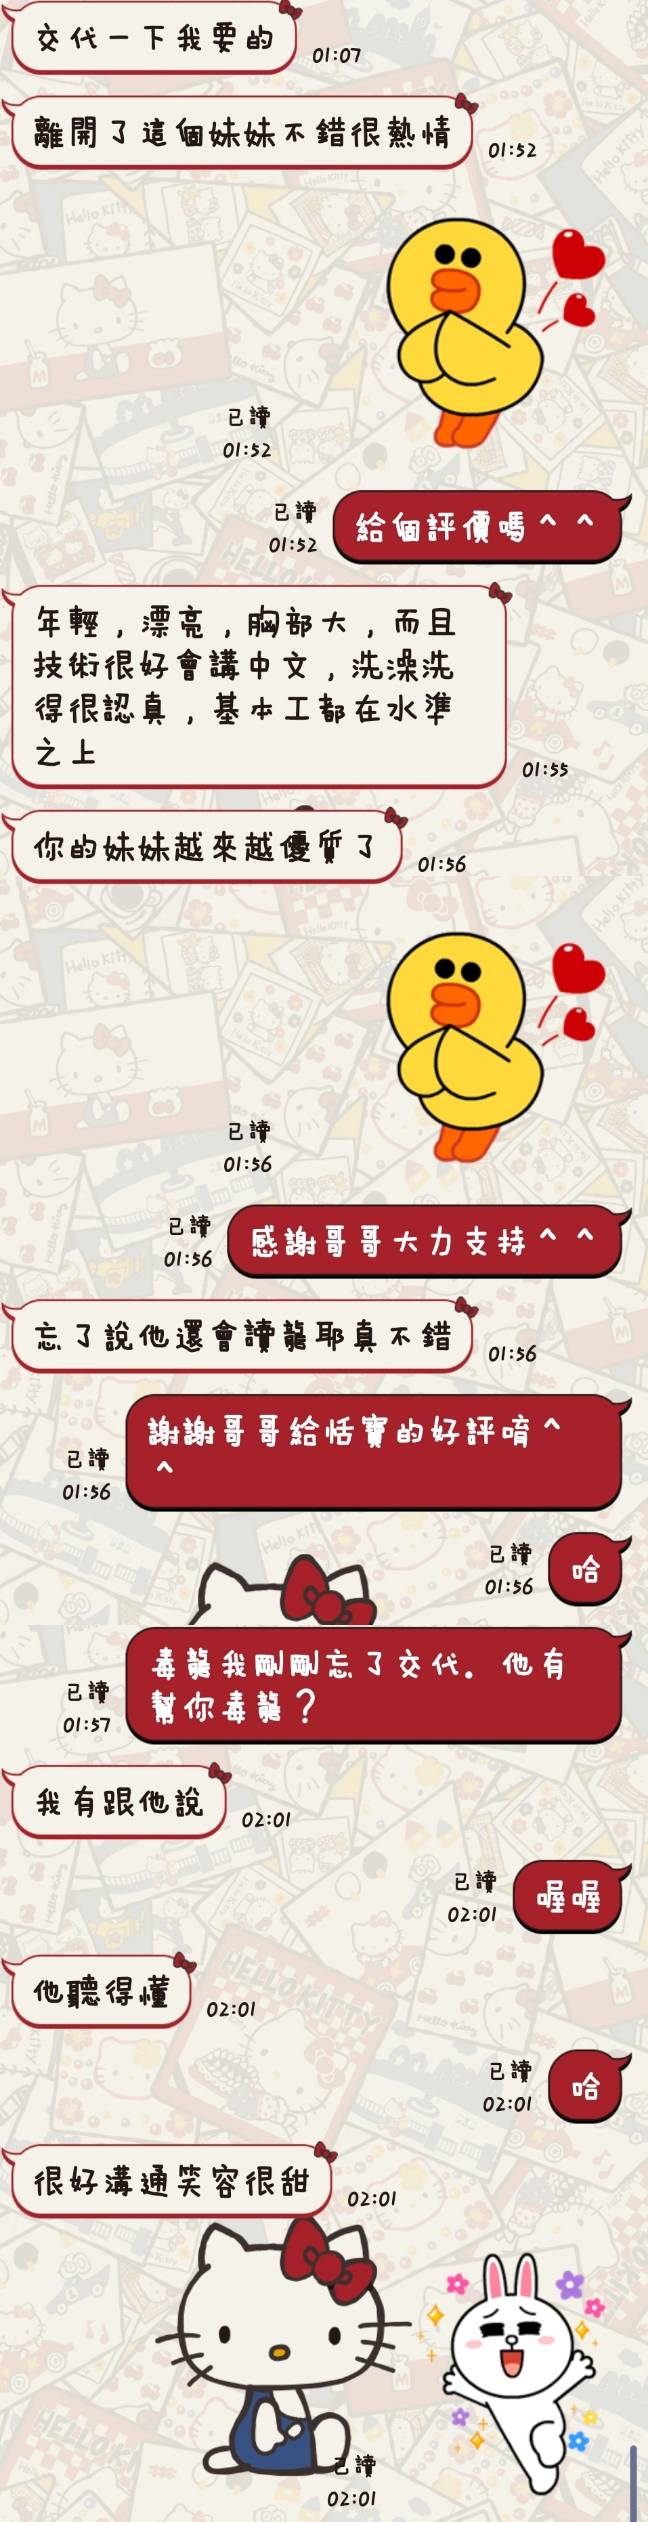 交代一下我要的
01:07
離開了這個妹妹不錯很熱情
01:52
已讀
01:52
已讀
01:52
給個評價嗎^ ^
年輕，漂亮，胸部大，而且
技術很好會講中文，洗澡洗
得很認真，基本工都在水準
之上
01:55
你的妹妹越來越優質了
01:56
已讀
01:56
已讀
01:56
感謝哥哥大力支持^ ^
忘了說他還會讀龍耶真不錯
01:56
謝謝哥哥給恬寶的好評唷^
^
已讀
01:56
已讀
01:56
哈
毒龍我剛剛忘了交代. 他有
幫你毒龍？
已讀
01:57
我有跟他說
02:01
已讀
02:01
喔喔
他聽得懂
02:01
已讀
02:01
哈
很好溝通笑容很甜
02:01
已讀
02:01